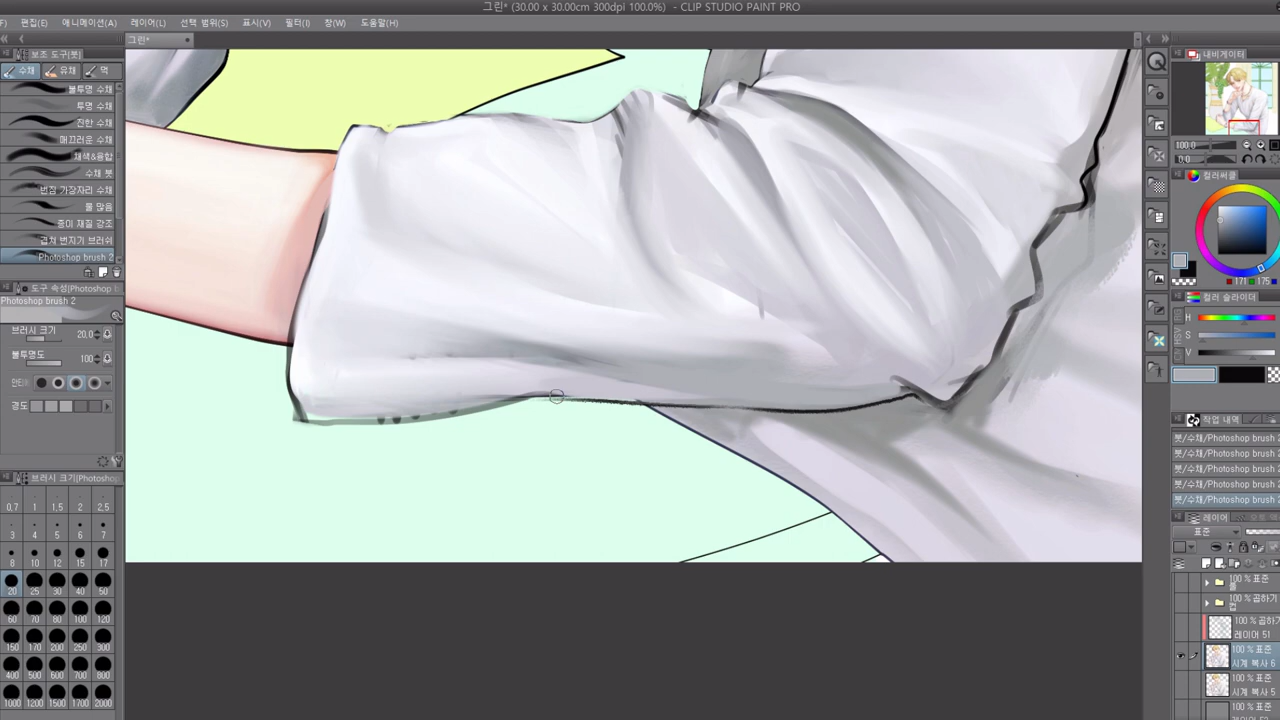 그린* (30.00 x 30.00cm 300dpi 100.0%) - CLIP STUDIO PAINT PRO
F) 편집(E) 애니메이션(A) 레이어(L) 선택 범위(S) 표시(V) 필터(I) 창(W) 도움말(H)
그린*
보조 도구(붓)
수채 유채 먹
불투명 수채
투명 수채
진한 수채
매끄러운 수채
채색&융합
수채 붓
번짐 가장자리 수채
물 많음
종이 재질 강조
겹쳐 번지기 브러쉬
Photoshop brush 2
도구 속성(Photoshop b
Photoshop brush 2
브러시 크기 20.0
불투명도 100
경도
브러시 크기(Photoshop
0.7 1 1.5 2 2.5
3 4 5 6 7
8 10 12 15 17
20 25 30 40 50
60 70 80 100 120
150 170 200 250 300
400 500 600 700 800
1000 1200 1500 1700 2000
내비게이터
100.0
0.0
컬러써클
171 175
컬러 슬라이더
H
S
V
작업 내역
붓/수채/Photoshop brush 2
붓/수채/Photoshop brush 2
붓/수채/Photoshop brush 2
붓/수채/Photoshop brush 2
붓/수채/Photoshop brush 2
레이어
표준
100 % 표준
100 % 곱하기
컵
100 % 곱하기
레이어 51
100 % 표준
시계 복사 6
100 % 표준
시계 복사 5
100 % 표준